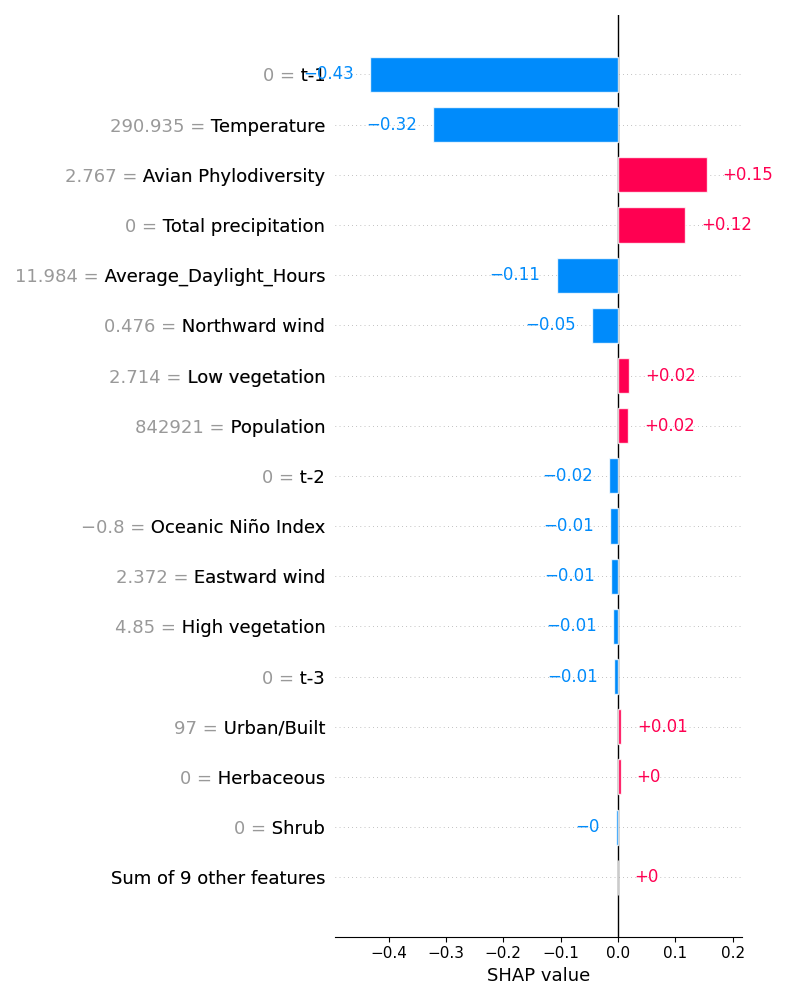 0 = t-1 −0.43
290.935 = Temperature −0.32
2.767 = Avian Phylodiversity +0.15
0 = Total precipitation +0.12
11.984 = Average_Daylight_Hours −0.11
0.476 = Northward wind −0.05
2.714 = Low vegetation +0.02
842921 = Population +0.02
0 = t-2 −0.02
−0.8 = Oceanic Niño Index −0.01
2.372 = Eastward wind −0.01
4.85 = High vegetation −0.01
0 = t-3 −0.01
97 = Urban/Built +0.01
0 = Herbaceous +0
0 = Shrub −0
Sum of 9 other features +0
−0.4 −0.3 −0.2 −0.1 0.0 0.1 0.2
SHAP value